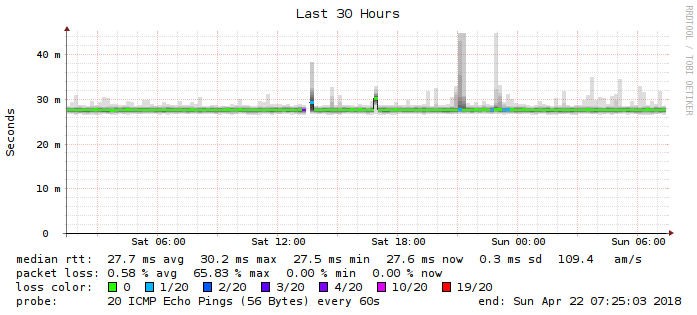 Last 30 Hours
RRDTOOL / TOBI OETIKER
Seconds
40 m
30 m
20 m
10 m
0
Sat 06:00 Sat 12:00 Sat 18:00 Sun 00:00 Sun 06:00
median rtt: 27.7 ms avg 30.2 ms max 27.5 ms min 27.6 ms now 0.3 ms sd 109.4 am/s
packet loss: 0.58 % avg 65.83 % max 0.00 % min 0.00 % now
loss color: 0 1/20 2/20 3/20 4/20 10/20 19/20
probe: 20 ICMP Echo Pings (56 Bytes) every 60s end: Sun Apr 22 07:25:03 2018